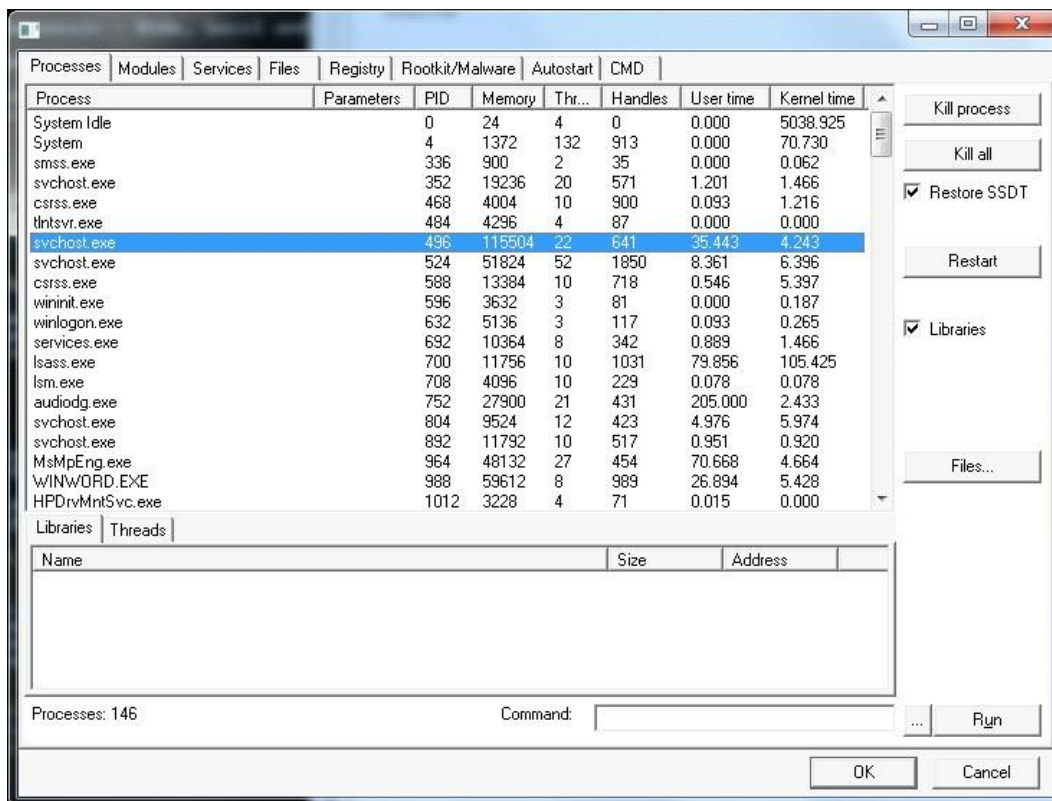 Processes Modules Services Files Registry Rootkit/Malware Autostart CMD
Process Parameters PID Memory Thr... Handles User time Kernel time
System Idle 0 24 4 0 0.000 5038.925
System 4 1372 132 913 0.000 70.730
smss.exe 336 900 2 35 0.000 0.062
svchost.exe 352 19236 20 571 1.201 1.466
csrss.exe 468 4004 10 900 0.093 1.216
tlntsvr.exe 484 4296 4 87 0.000 0.000
svchost.exe 496 115504 22 641 35.443 4.243
svchost.exe 524 51824 52 1850 8.361 6.396
csrss.exe 588 13384 10 718 0.546 5.397
wininit.exe 596 3632 3 81 0.000 0.187
winlogon.exe 632 5136 3 117 0.093 0.265
services.exe 692 10364 8 342 0.889 1.466
lsass.exe 700 11756 10 1031 79.856 105.425
lsm.exe 708 4096 10 229 0.078 0.078
audiodg.exe 752 27900 21 431 205.000 2.433
svchost.exe 804 9524 12 423 4.976 5.974
svchost.exe 892 11792 10 517 0.951 0.920
MsMpEng.exe 964 48132 27 454 70.668 4.664
WINWORD.EXE 988 59612 8 989 26.894 5.428
HPDrvMntSvc.exe 1012 3228 4 71 0.015 0.000
Kill process
Kill all
Restore SSDT
Restart
Libraries
Files...
Libraries Threads
Name Size Address
Processes: 146 Command: ... Run
OK Cancel